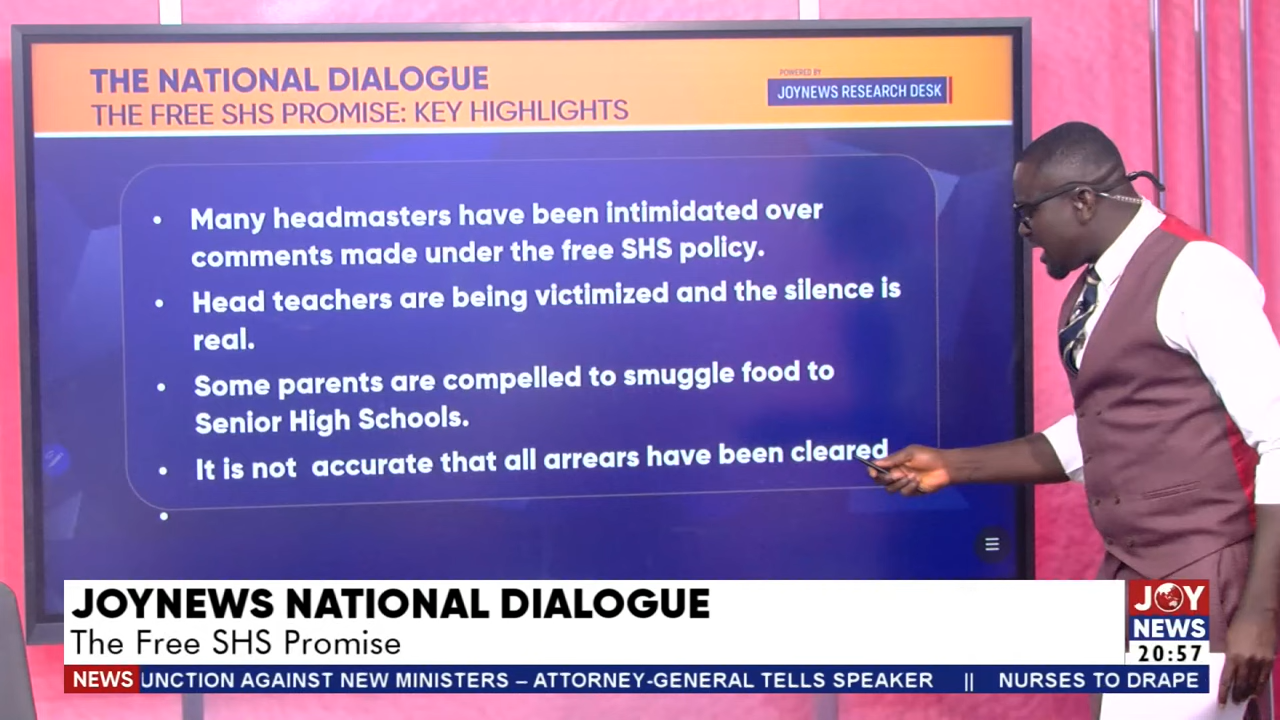 THE NATIONAL DIALOGUE
THE FREE SHS PROMISE: KEY HIGHLIGHTS
POWERED BY
JOYNEWS RESEARCH DESK
• Many headmasters have been intimidated over
comments made under the free SHS policy.
• Head teachers are being victimized and the silence is
real.
• Some parents are compelled to smuggle food to
Senior High Schools.
• It is not accurate that all arrears have been cleared
•
JOYNEWS NATIONAL DIALOGUE
The Free SHS Promise
JOY
NEWS
20:57
NEWS UNCTION AGAINST NEW MINISTERS – ATTORNEY-GENERAL TELLS SPEAKER || NURSES TO DRAPE